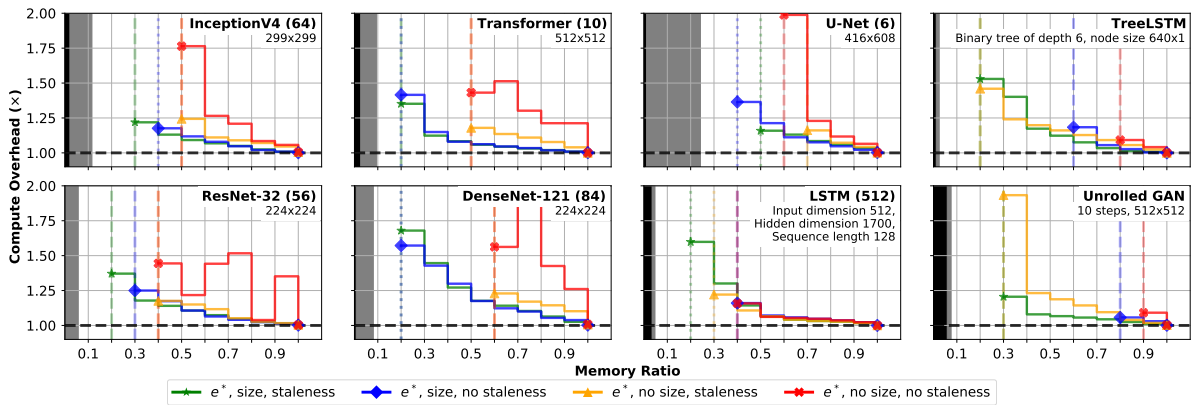 InceptionV4 (64)
299x299
Transformer (10)
512x512
U-Net (6)
416x608
TreeLSTM
Binary tree of depth 6, node size 640x1
2.00
1.75
1.50
1.25
1.00
ResNet-32 (56)
224x224
DenseNet-121 (84)
224x224
LSTM (512)
Input dimension 512,
Hidden dimension 1700,
Sequence length 128
Unrolled GAN
10 steps, 512x512
2.00
1.75
1.50
1.25
1.00
Compute Overhead (×)
0.1 0.3 0.5 0.7 0.9
0.1 0.3 0.5 0.7 0.9
0.1 0.3 0.5 0.7 0.9
0.1 0.3 0.5 0.7 0.9
Memory Ratio
e*, size, staleness
e*, size, no staleness
e*, no size, staleness
e*, no size, no staleness